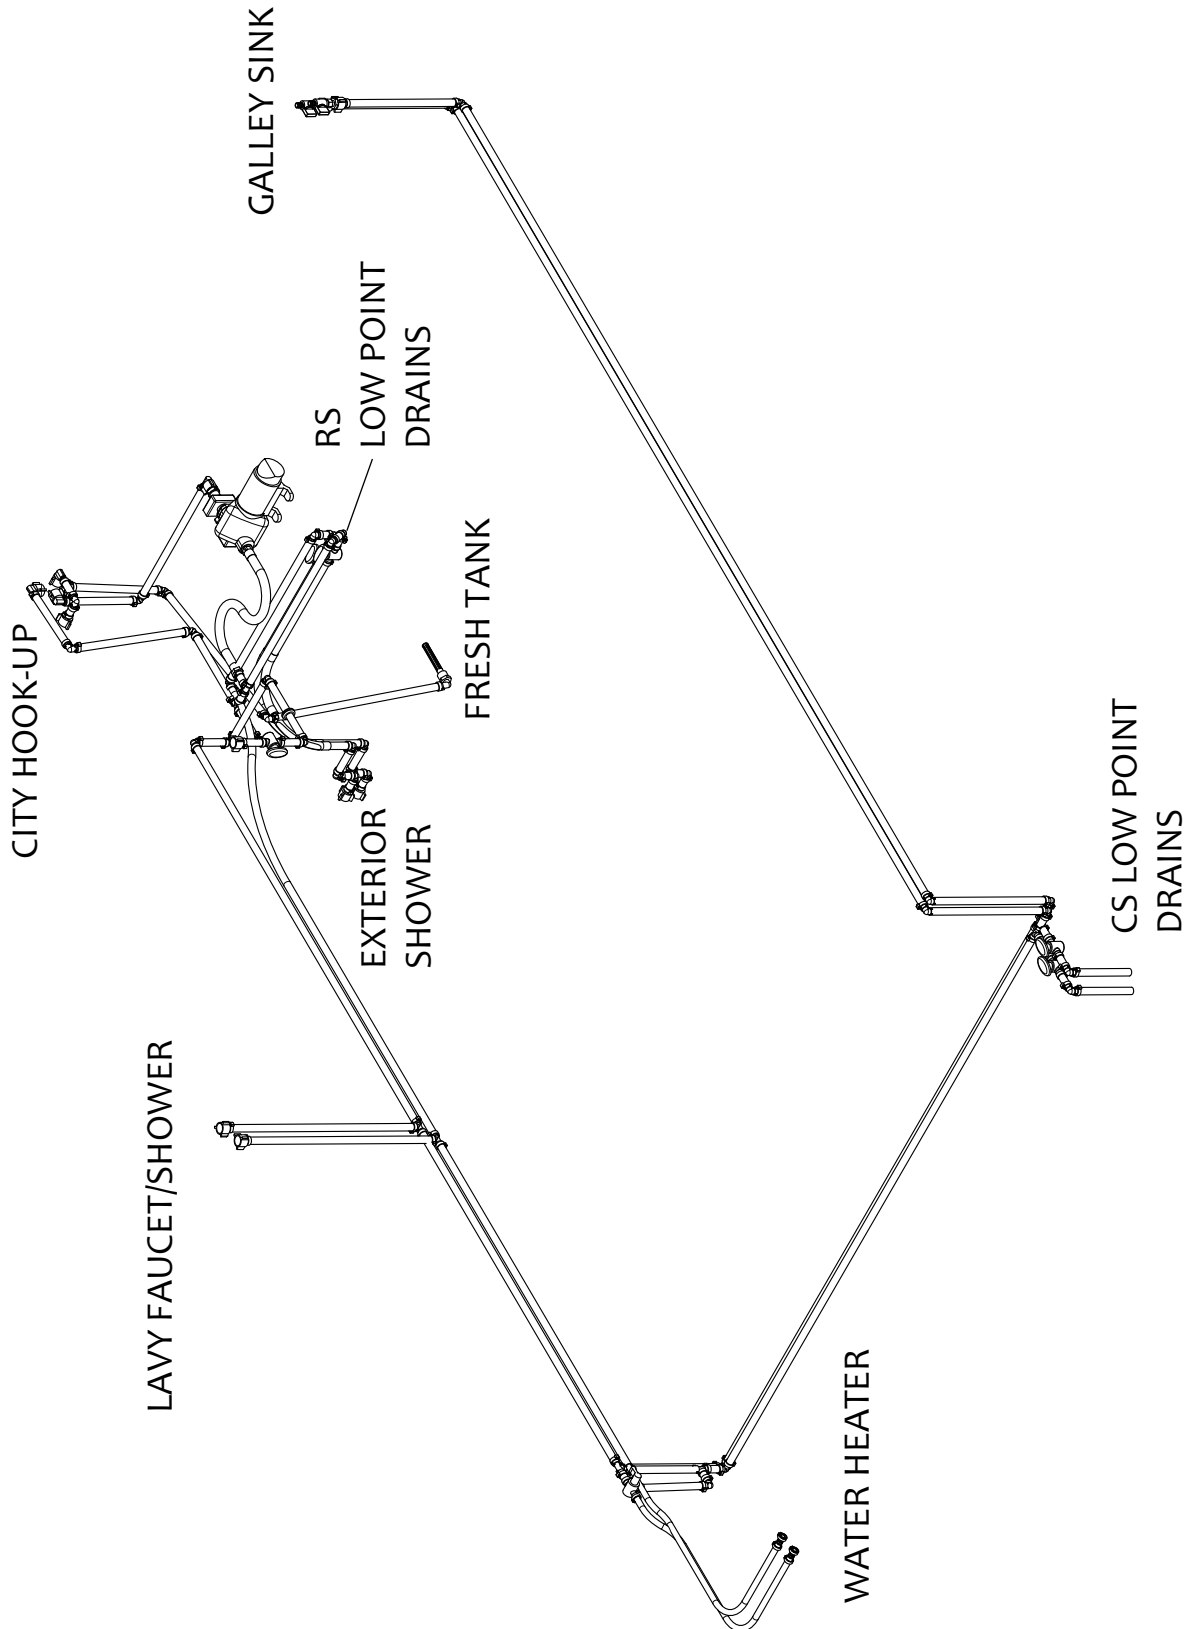 GALLEY SINK
RS
LOW POINT
DRAINS
CITY HOOK-UP
FRESH TANK
EXTERIOR
SHOWER
CS LOW POINT
DRAINS
LAVY FAUCET/SHOWER
WATER HEATER